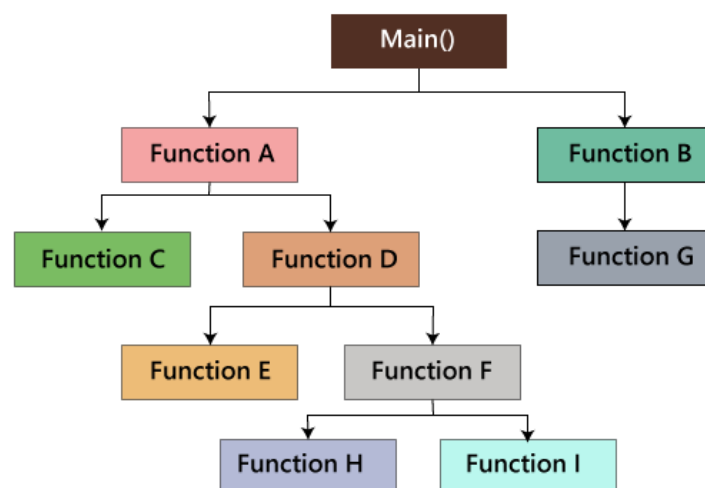 Main()
Function A
Function B
Function C
Function D
Function G
Function E
Function F
Function H
Function I